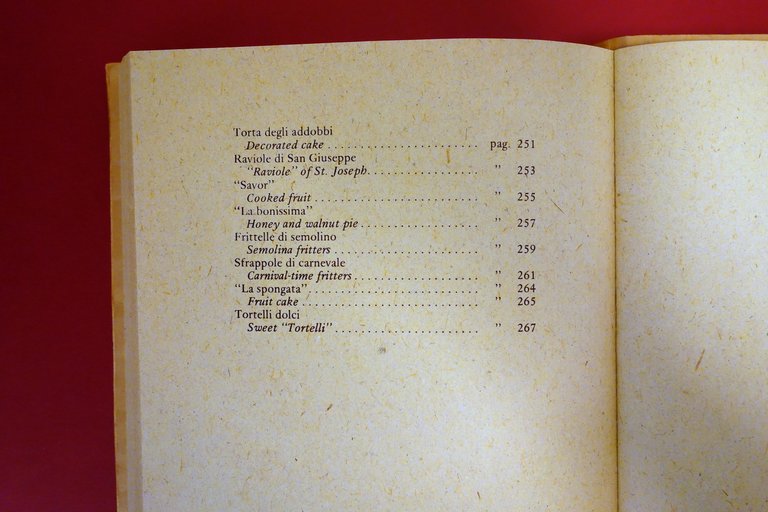 Torta degli addobbi
Decorated cake . . . . . . . . . . . . . . . . . . . . . . . pag. 251
Raviole di San Giuseppe
"Raviole" of St. Joseph. . . . . . . . . . . . . . . . . ” 253
"Savor"
Cooked fruit . . . . . . . . . . . . . . . . . . . . . . . . . ” 255
"La bonissima"
Honey and walnut pie . . . . . . . . . . . . . . . . . . ” 257
Frittelle di semolino
Semolina fritters . . . . . . . . . . . . . . . . . . . . . . ” 259
Sfrappole di carnevale
Carnival-time fritters . . . . . . . . . . . . . . . . . . . ” 261
"La spongata" . . . . . . . . . . . . . . . . . . . . . . . . . . ” 264
Fruit cake . . . . . . . . . . . . . . . . . . . . . . . . . . . ” 265
Tortelli dolci
Sweet "Tortelli" . . . . . . . . . . . . . . . . . . . . . . ” 267